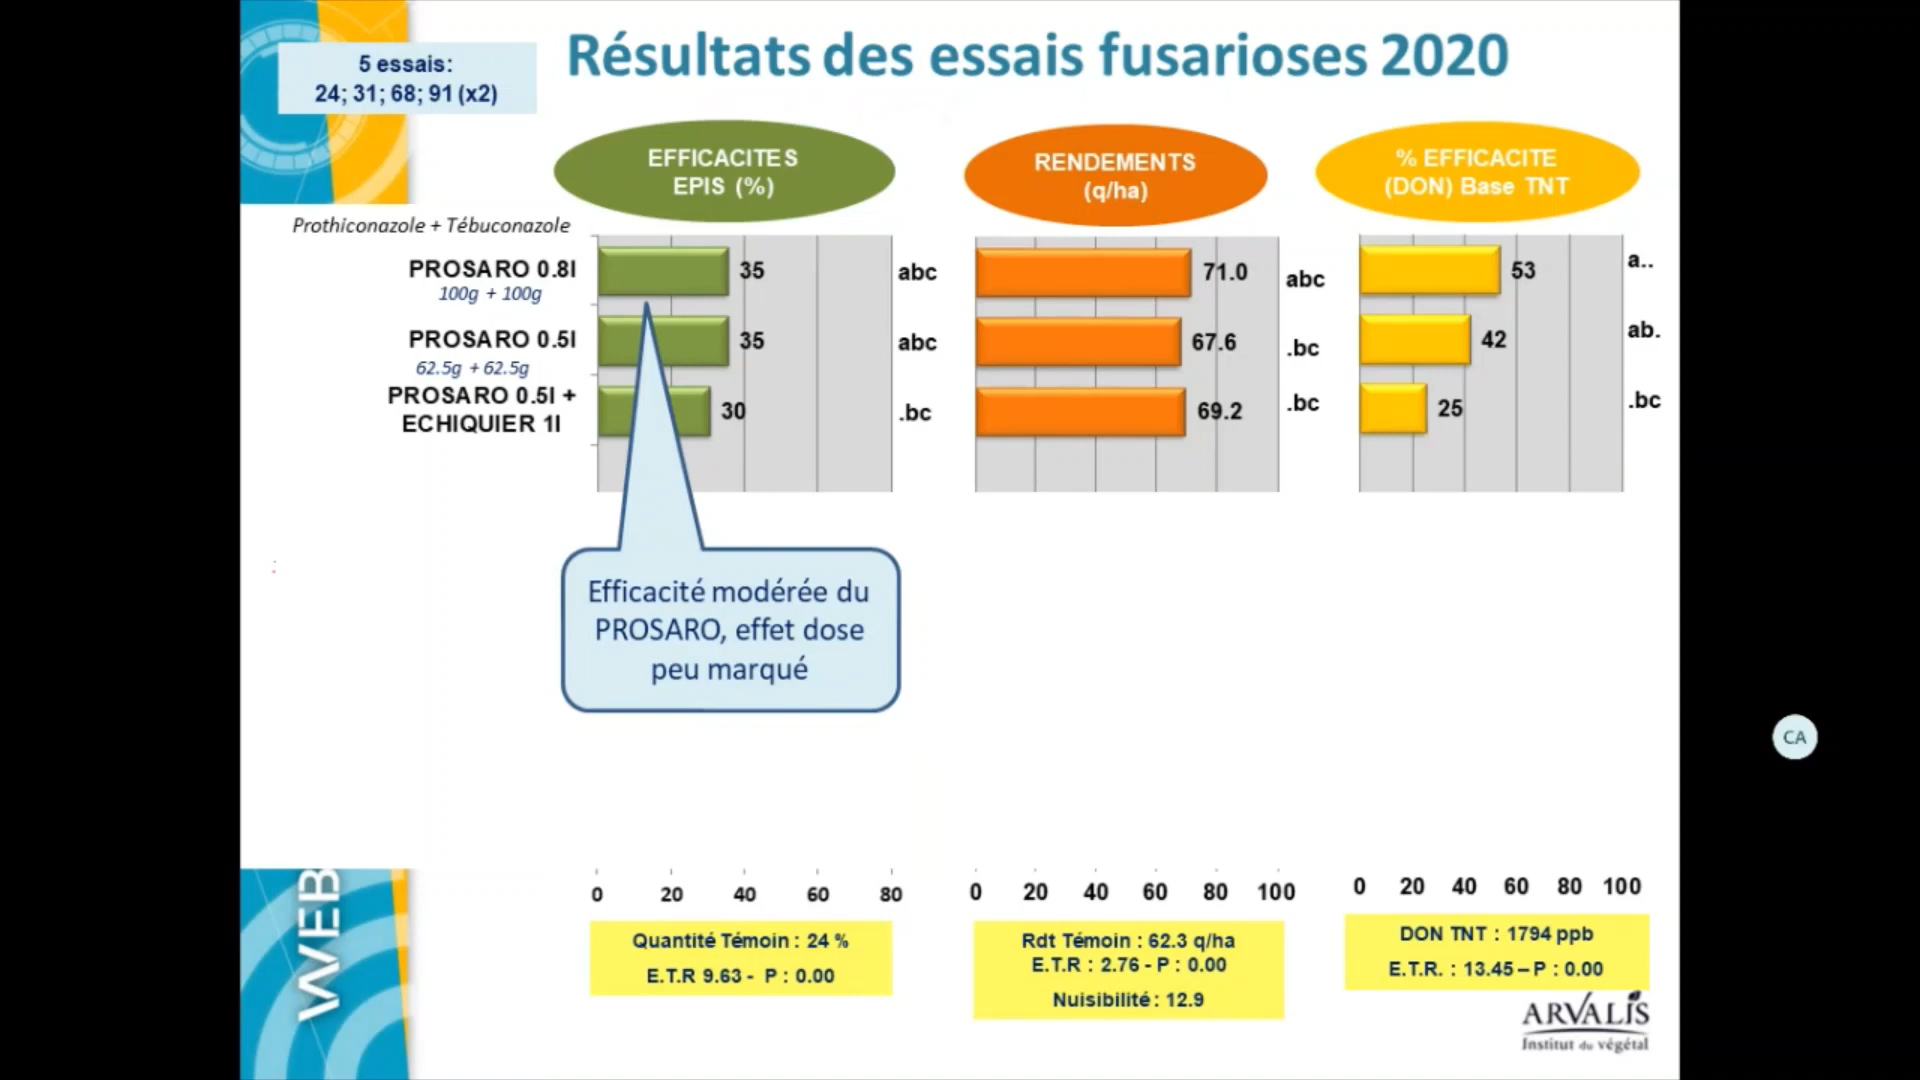 5 essais:
24; 31; 68; 91 (x2)
Résultats des essais fusarioses 2020
EFFICACITES
EPIS (%)
RENDEMENTS
(q/ha)
% EFFICACITE
(DON) Base TNT
Prothiconazole + Tébuconazole
PROSARO 0.8l
100g + 100g
35
abc
71.0
abc
53
a..
PROSARO 0.5l
62.5g + 62.5g
35
abc
67.6
.bc
42
ab.
PROSARO 0.5l +
ECHIQUIER 1l
30
.bc
69.2
.bc
25
.bc
Efficacité modérée du
PROSARO, effet dose
peu marqué
CA
0 20 40 60 80
0 20 40 60 80 100
0 20 40 60 80 100
Quantité Témoin : 24 %
E.T.R 9.63 - P : 0.00
Rdt Témoin : 62.3 q/ha
E.T.R : 2.76 - P : 0.00
Nuisibilité : 12.9
DON TNT : 1794 ppb
E.T.R. : 13.45 – P : 0.00
WEB
ARVALIS
Institut du végétal